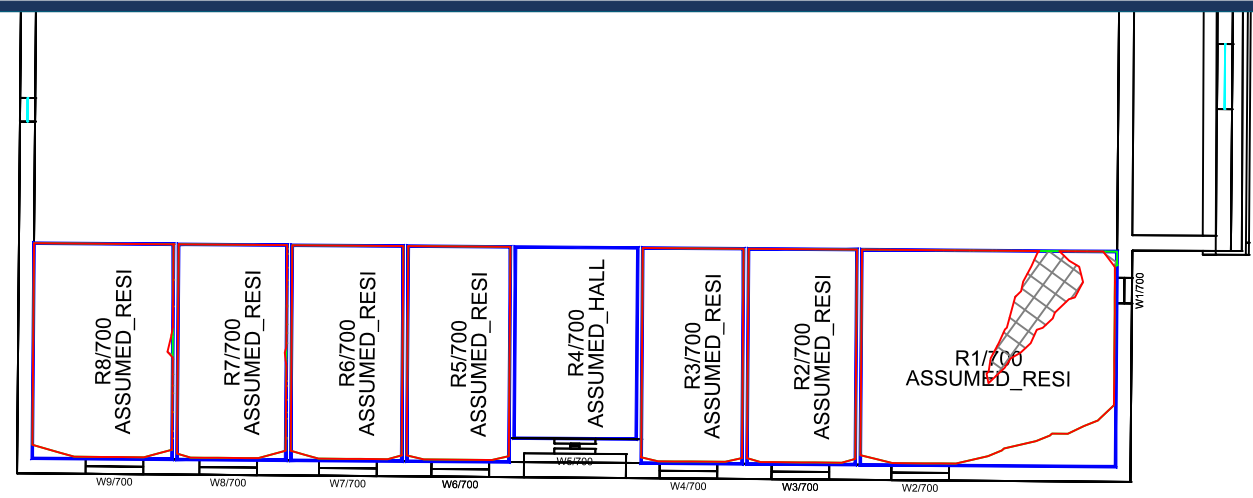 R8/700
ASSUMED_RESI
R7/700
ASSUMED_RESI
R6/700
ASSUMED_RESI
R5/700
ASSUMED_RESI
R4/700
ASSUMED_HALL
R3/700
ASSUMED_RESI
R2/700
ASSUMED_RESI
R1/700
ASSUMED_RESI
W1/700
W9/700
W8/700
W7/700
W6/700
W5/700
W4/700
W3/700
W2/700